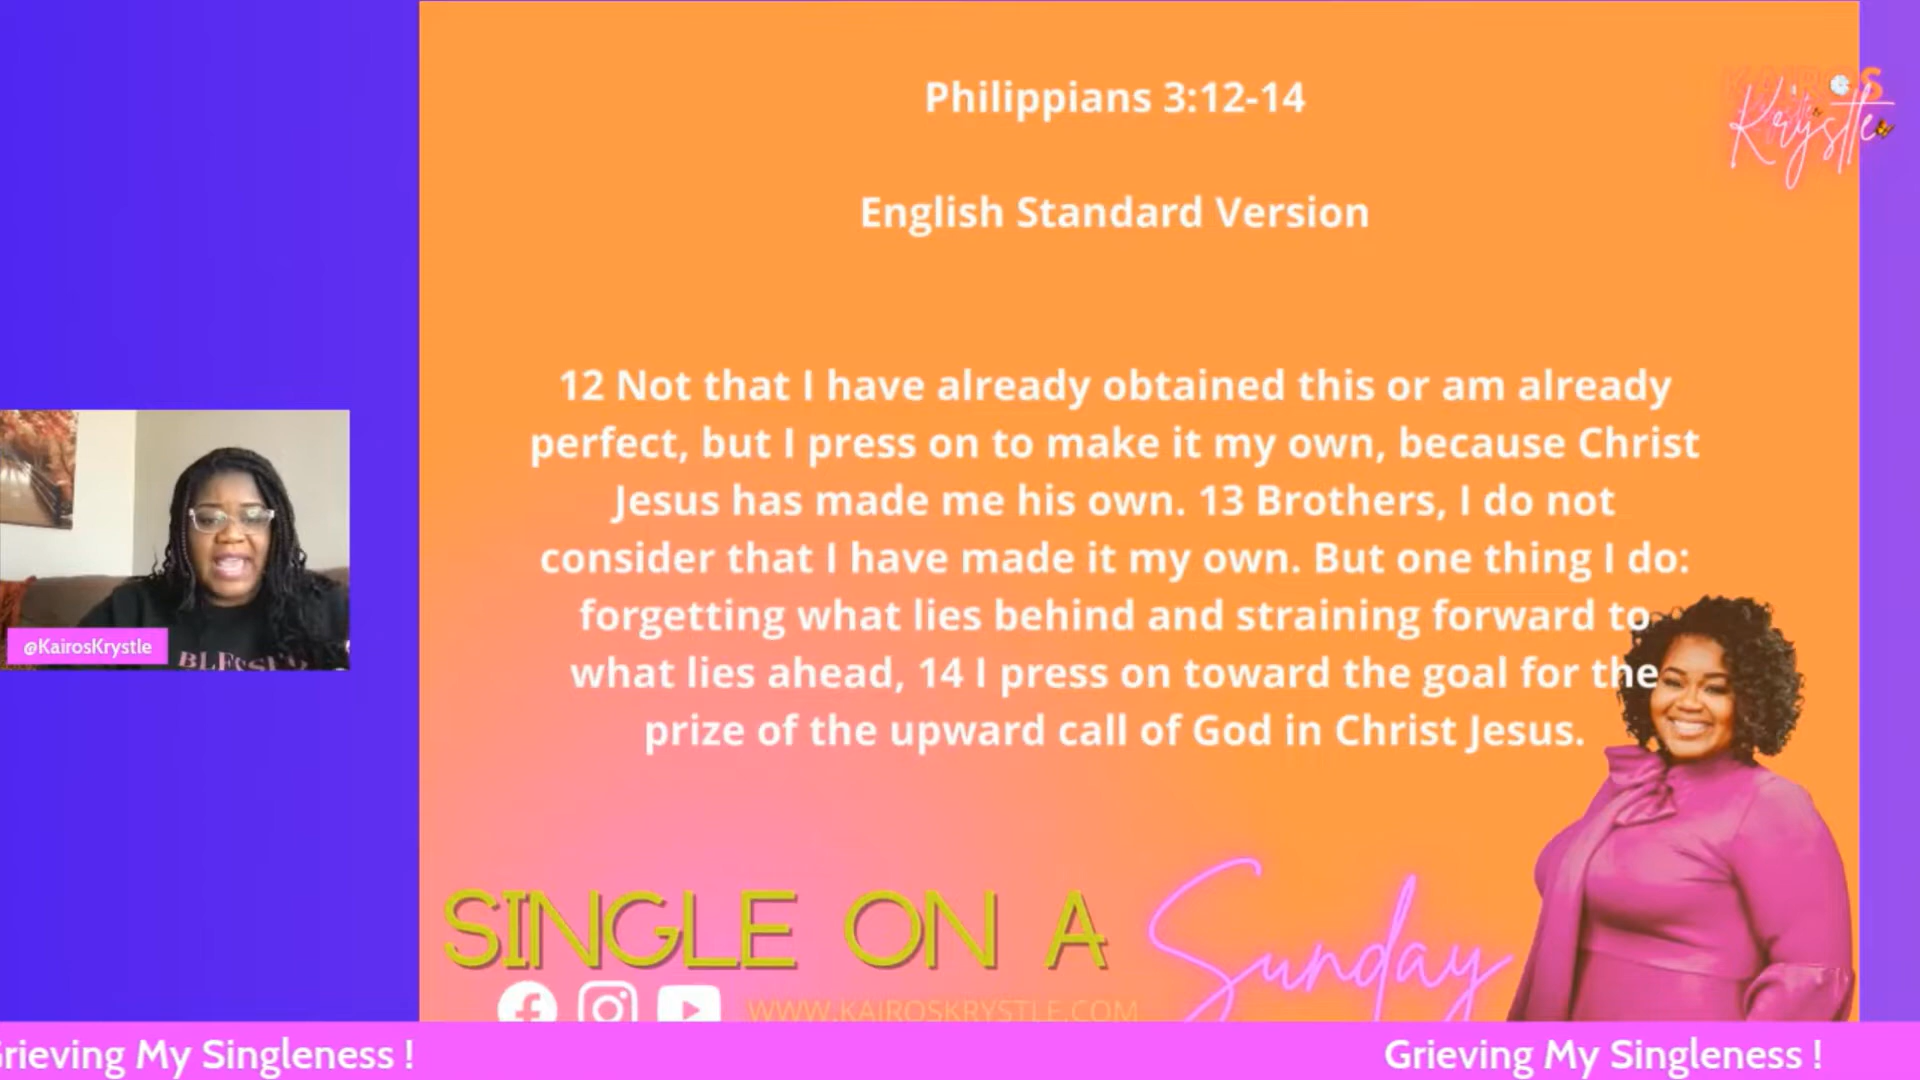 Philippians 3:12-14
KAIROS
Krystle
English Standard Version
12 Not that I have already obtained this or am already
perfect, but I press on to make it my own, because Christ
Jesus has made me his own. 13 Brothers, I do not
consider that I have made it my own. But one thing I do:
forgetting what lies behind and straining forward to
what lies ahead, 14 I press on toward the goal for the
prize of the upward call of God in Christ Jesus.
@KairosKrystle
BLESSED
SINGLE ON A Sunday
WWW.KAIROSKRYSTLE.COM
Grieving My Singleness !
Grieving My Singleness !